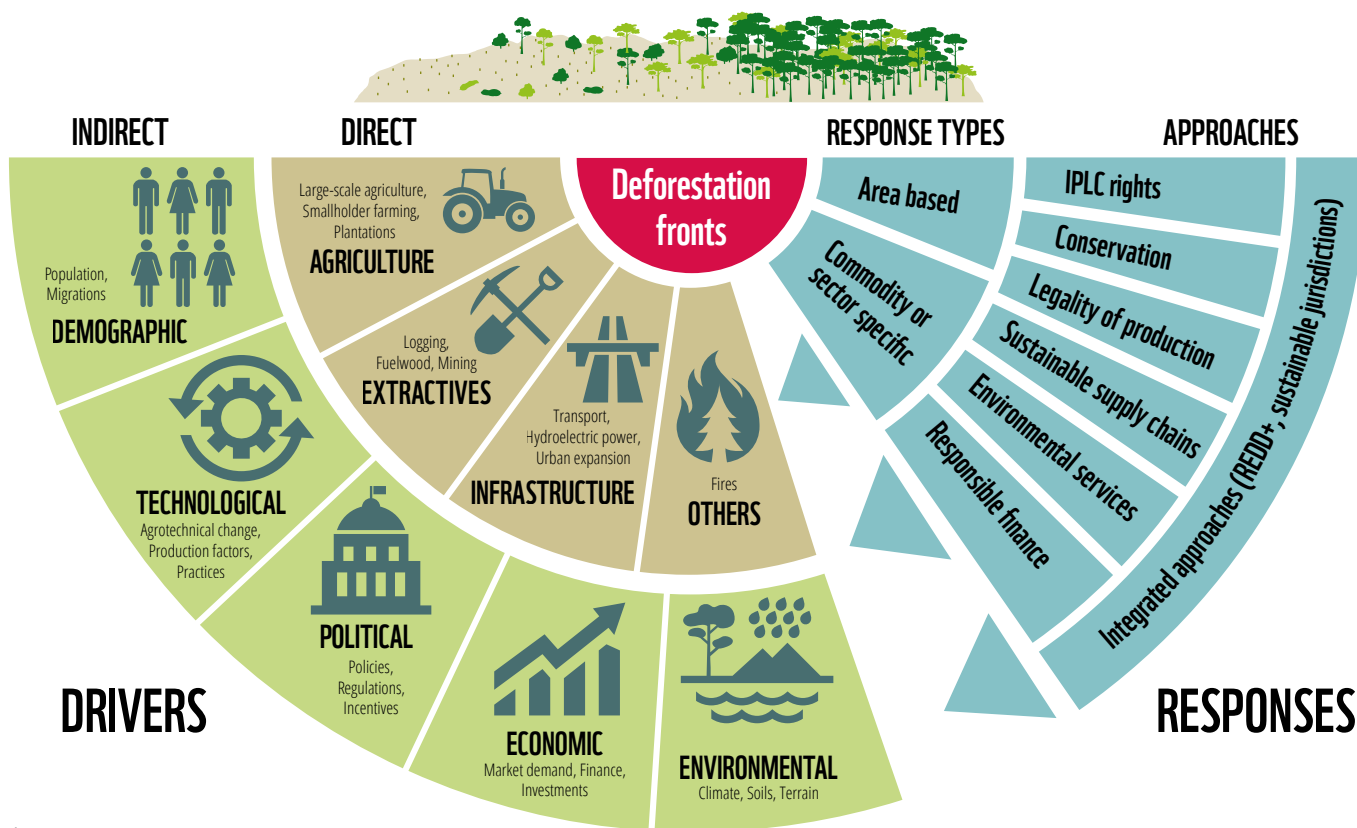 INDIRECT
DIRECT
RESPONSE TYPES
APPROACHES
Deforestation
fronts
Population,
Migrations
DEMOGRAPHIC
TECHNOLOGICAL
Agrotechnical change,
Production factors,
Practices
POLITICAL
Policies,
Regulations,
Incentives
ECONOMIC
Market demand, Finance,
Investments
ENVIRONMENTAL
Climate, Soils, Terrain
Large-scale agriculture,
Smallholder farming,
Plantations
AGRICULTURE
Logging,
Fuelwood, Mining
EXTRACTIVES
Transport,
Hydroelectric power,
Urban expansion
INFRASTRUCTURE
Fires
OTHERS
Area based
Commodity or
sector specific
IPLC rights
Conservation
Legality of production
Sustainable supply chains
Environmental services
Responsible finance
Integrated approaches (REDD+, sustainable jurisdictions)
DRIVERS
RESPONSES